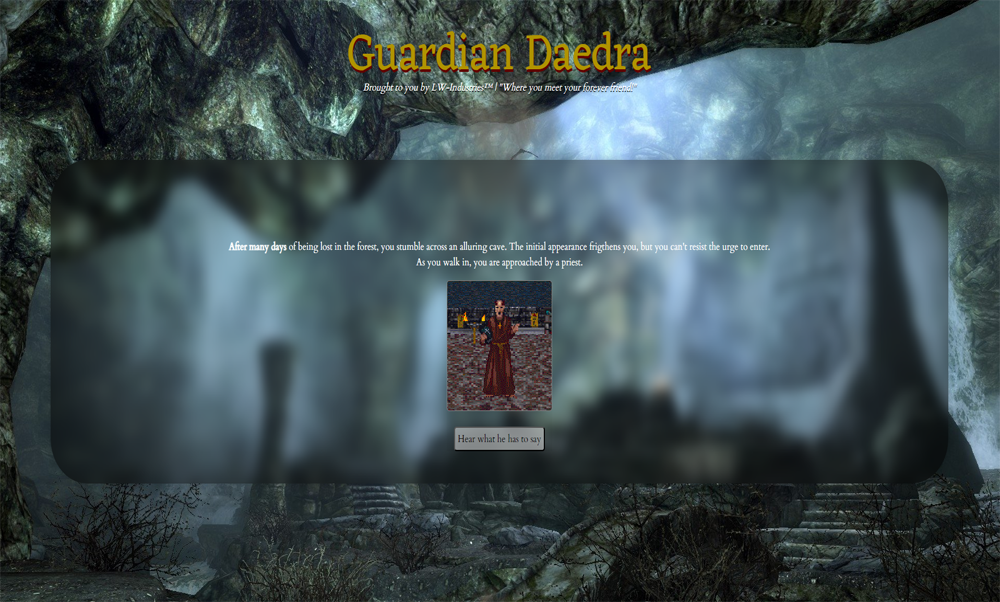 Guardian Daedra
Brought to you by LW-Industries™ | "Where you meet your forever friend!"
After many days of being lost in the forest, you stumble across an alluring cave. The initial appearance frigthens you, but you can't resist the urge to enter.
As you walk in, you are approached by a priest.
Hear what he has to say